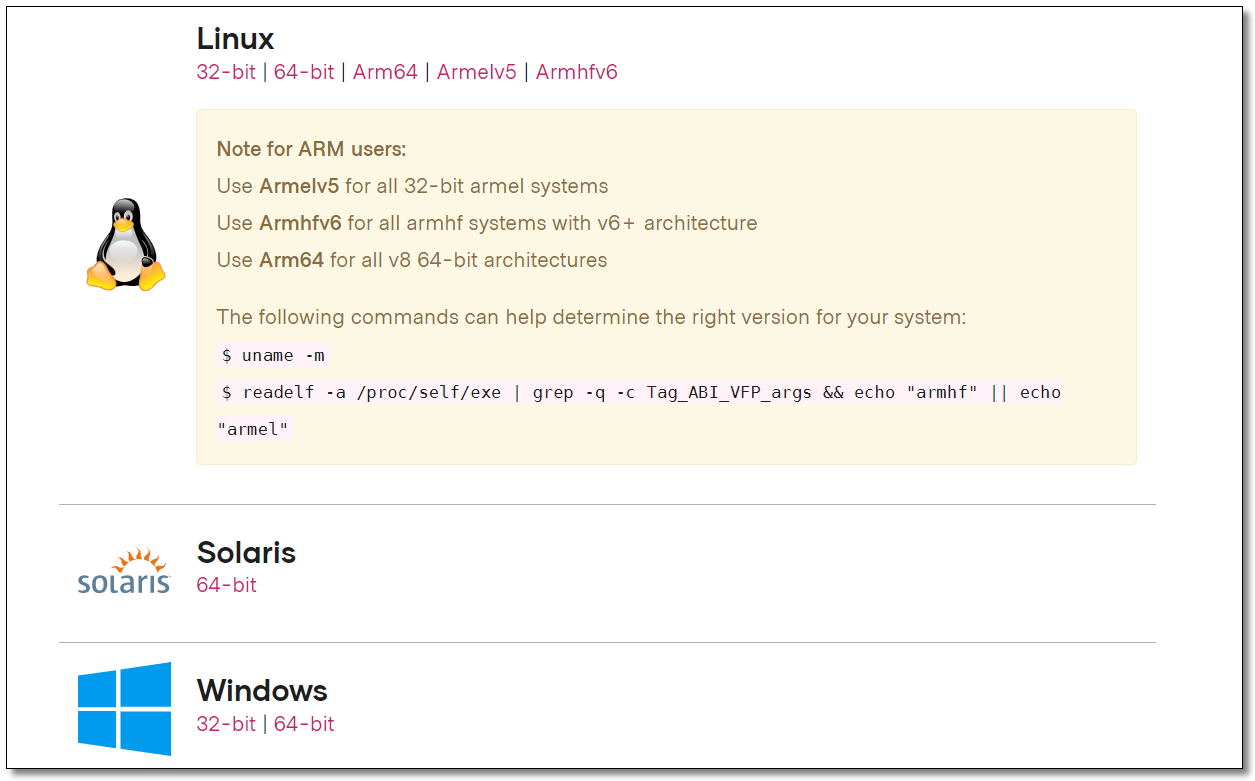 Linux
32-bit | 64-bit | Arm64 | Armelv5 | Armhfv6
Note for ARM users:
Use Armelv5 for all 32-bit armel systems
Use Armhfv6 for all armhf systems with v6+ architecture
Use Arm64 for all v8 64-bit architectures
The following commands can help determine the right version for your system:
$ uname -m
$ readelf -a /proc/self/exe | grep -q -c Tag_ABI_VFP_args && echo "armhf" || echo
"armel"
Solaris
solaris
64-bit
Windows
32-bit | 64-bit